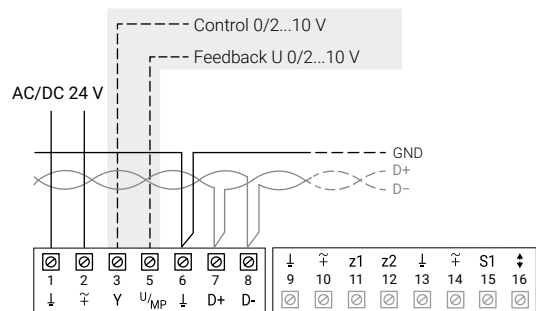 Control 0/2...10 V
Feedback U 0/2...10 V
AC/DC 24 V
GND
D+
D−
1 2 3 5 6 7 8
⏚ ~̄+ Y U/MP ⏚ D+ D-
⏚ ~̄+ z1 z2 ⏚ ~̄+ S1 ⬍
9 10 11 12 13 14 15 16